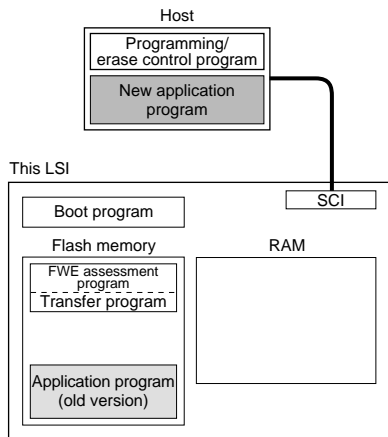 Host
Programming/
erase control program
New application
program
This LSI
SCI
Boot program
Flash memory
RAM
FWE assessment
program
Transfer program
Application program
(old version)